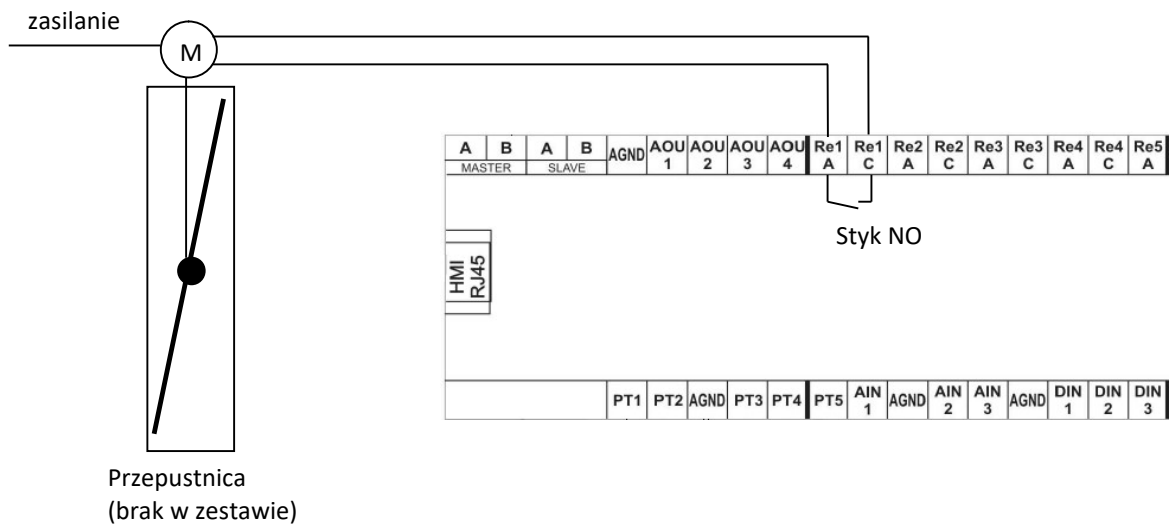 zasilanie
M
A B A B AGND AOU 1 AOU 2 AOU 3 AOU 4 Re1 A Re1 C Re2 A Re2 C Re3 A Re3 C Re4 A Re4 C Re5 A
MASTER SLAVE
Styk NO
HMI
RJ45
PT1 PT2 AGND PT3 PT4 PT5 AIN 1 AGND AIN 2 AIN 3 AGND DIN 1 DIN 2 DIN 3
Przepustnica
(brak w zestawie)